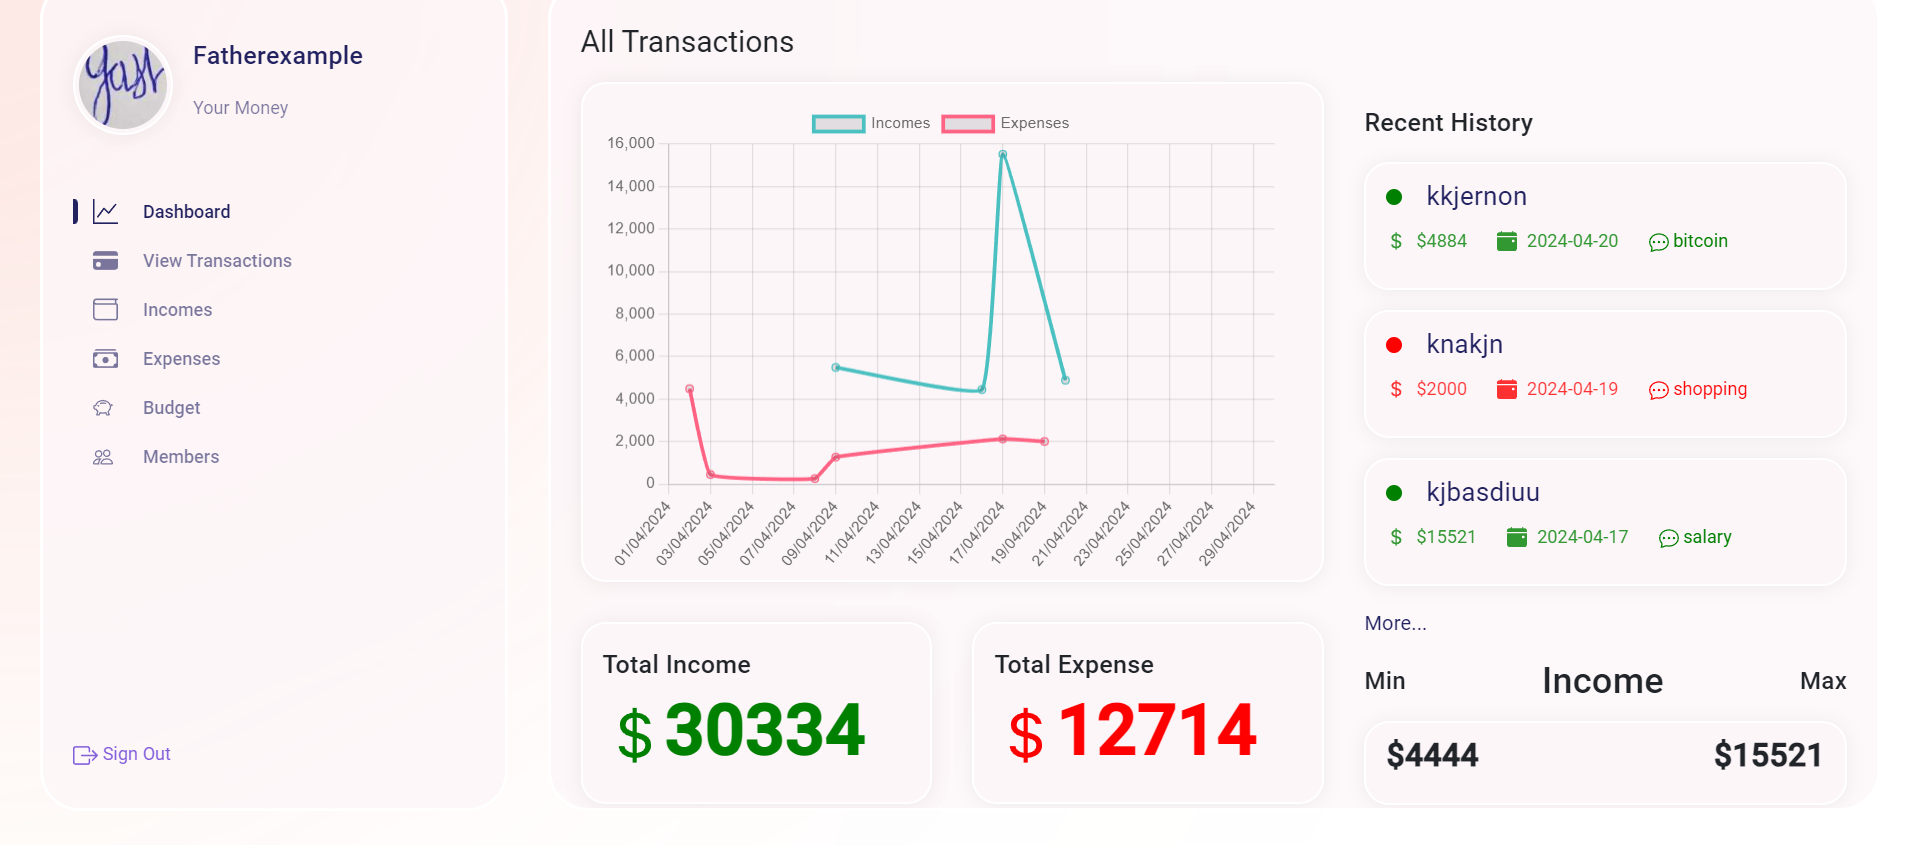 yash
Fatherexample
Your Money
Dashboard
View Transactions
Incomes
Expenses
Budget
Members
Sign Out
All Transactions
Incomes Expenses
16,000
14,000
12,000
10,000
8,000
6,000
4,000
2,000
0
01/04/2024 03/04/2024 05/04/2024 07/04/2024 09/04/2024 11/04/2024 13/04/2024 15/04/2024 17/04/2024 19/04/2024 21/04/2024 23/04/2024 25/04/2024 27/04/2024 29/04/2024
Total Income
$ 30334
Total Expense
$ 12714
Recent History
kkjernon
$ $4884 2024-04-20 bitcoin
knakjn
$ $2000 2024-04-19 shopping
kjbasdiuu
$ $15521 2024-04-17 salary
More...
Min Income Max
$4444 $15521